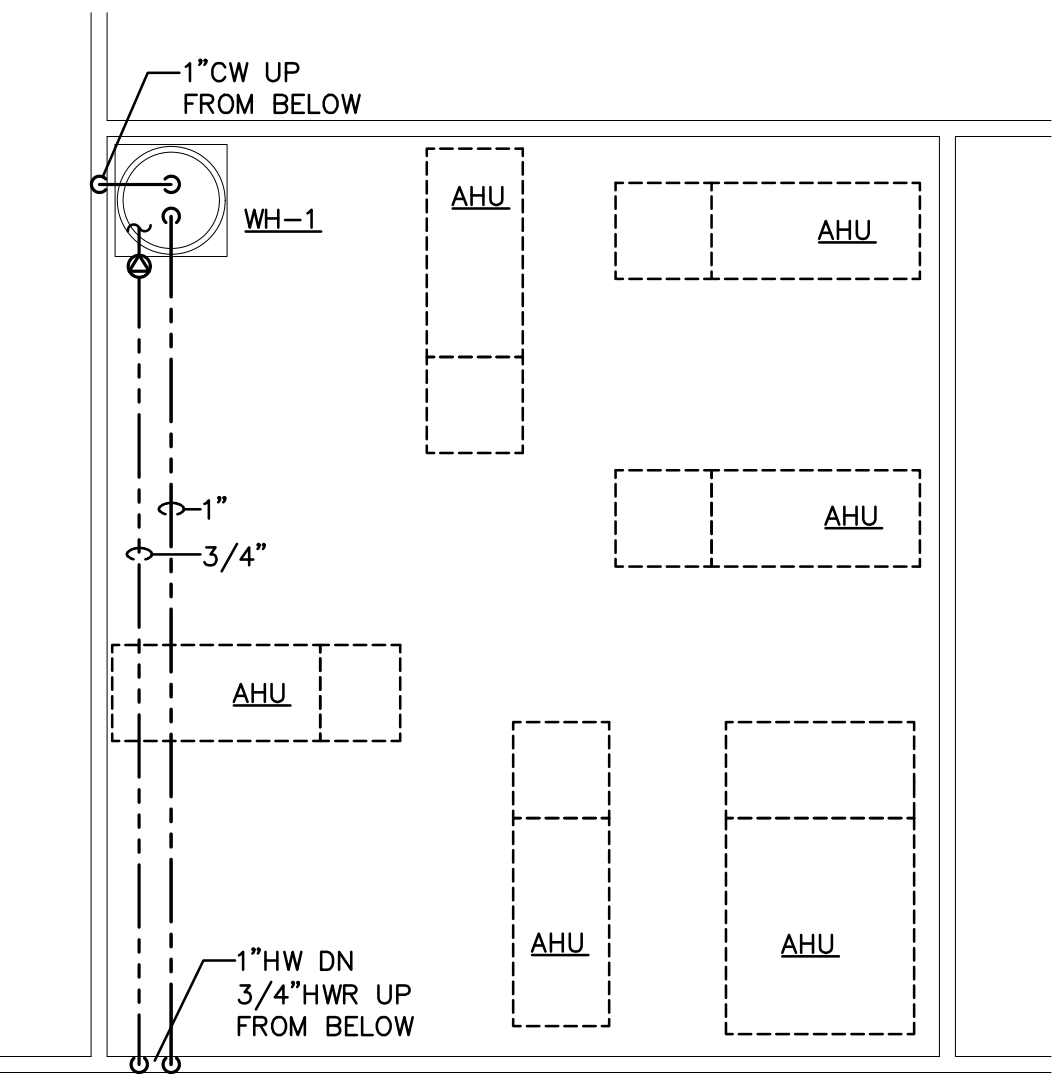 1”CW UP
FROM BELOW
WH-1
AHU
AHU
1”
AHU
3/4”
AHU
AHU
AHU
1”HW DN
3/4”HWR UP
FROM BELOW